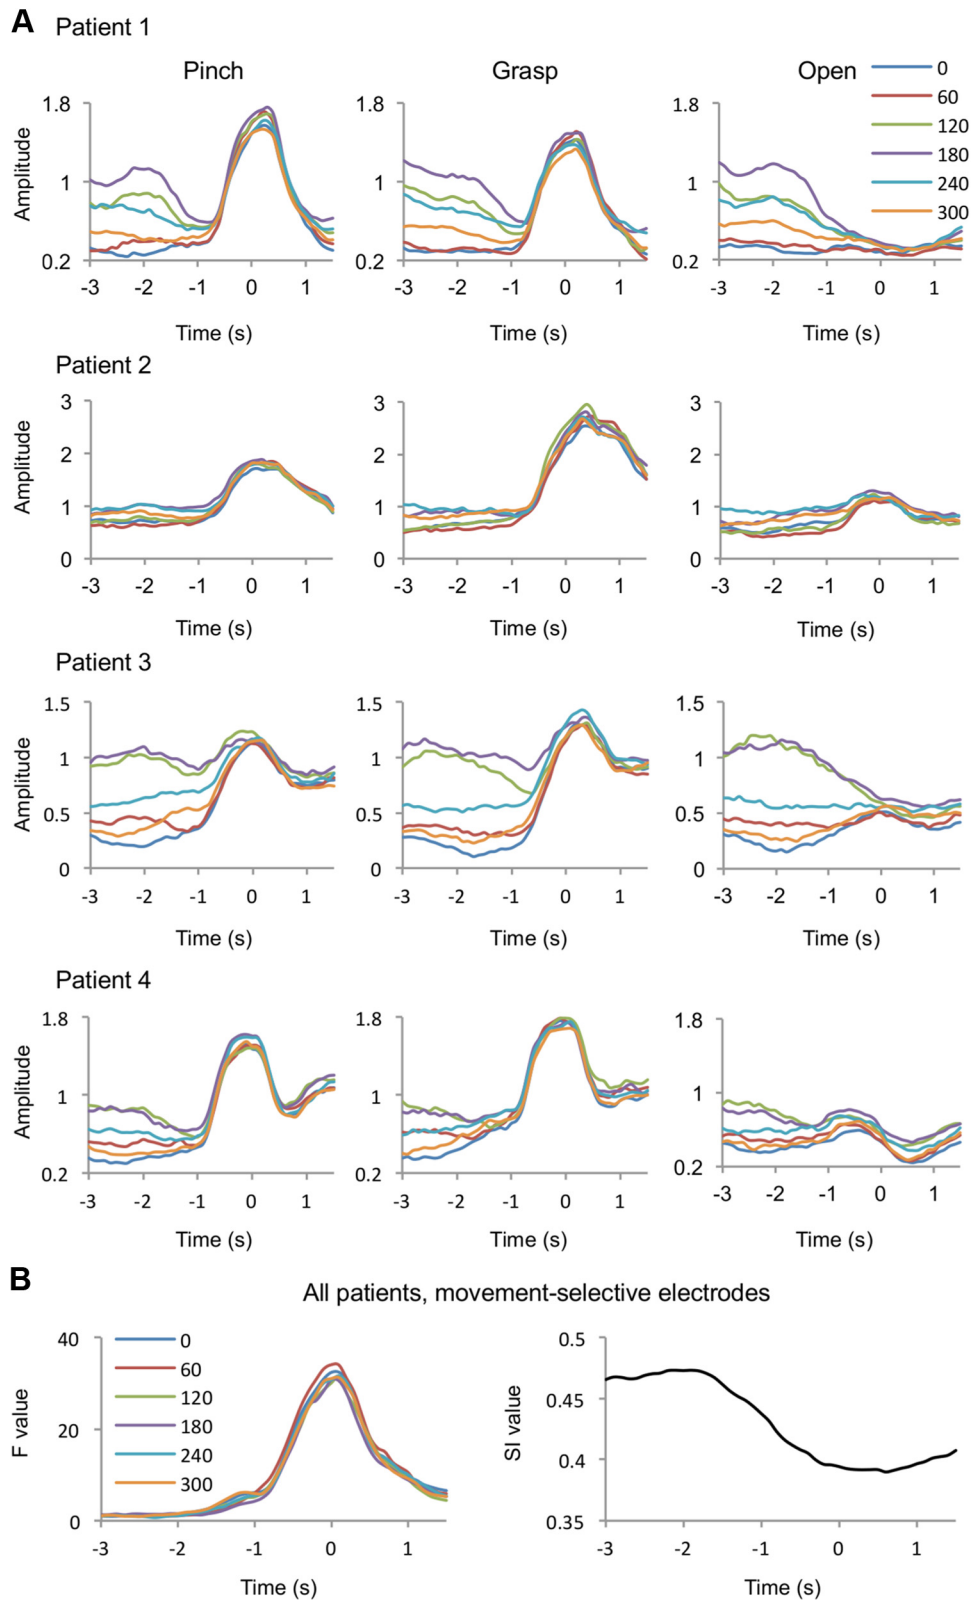 A Patient 1
Pinch Grasp Open
0
60
120
180
240
300
Amplitude
1.8
1
0.2
-3 -2 -1 0 1
Time (s)
1.8
1
0.2
-3 -2 -1 0 1
Time (s)
1.8
1
0.2
-3 -2 -1 0 1
Time (s)
Patient 2
Amplitude
3
2
1
0
-3 -2 -1 0 1
Time (s)
3
2
1
0
-3 -2 -1 0 1
Time (s)
3
2
1
0
-3 -2 -1 0 1
Time (s)
Patient 3
Amplitude
1.5
1
0.5
0
-3 -2 -1 0 1
Time (s)
1.5
1
0.5
0
-3 -2 -1 0 1
Time (s)
1.5
1
0.5
0
-3 -2 -1 0 1
Time (s)
Patient 4
Amplitude
1.8
1
0.2
-3 -2 -1 0 1
Time (s)
1.8
1
0.2
-3 -2 -1 0 1
Time (s)
1.8
1
0.2
-3 -2 -1 0 1
Time (s)
B
All patients, movement-selective electrodes
F value
40
20
0
0
60
120
180
240
300
-3 -2 -1 0 1
Time (s)
SI value
0.5
0.45
0.4
0.35
-3 -2 -1 0 1
Time (s)